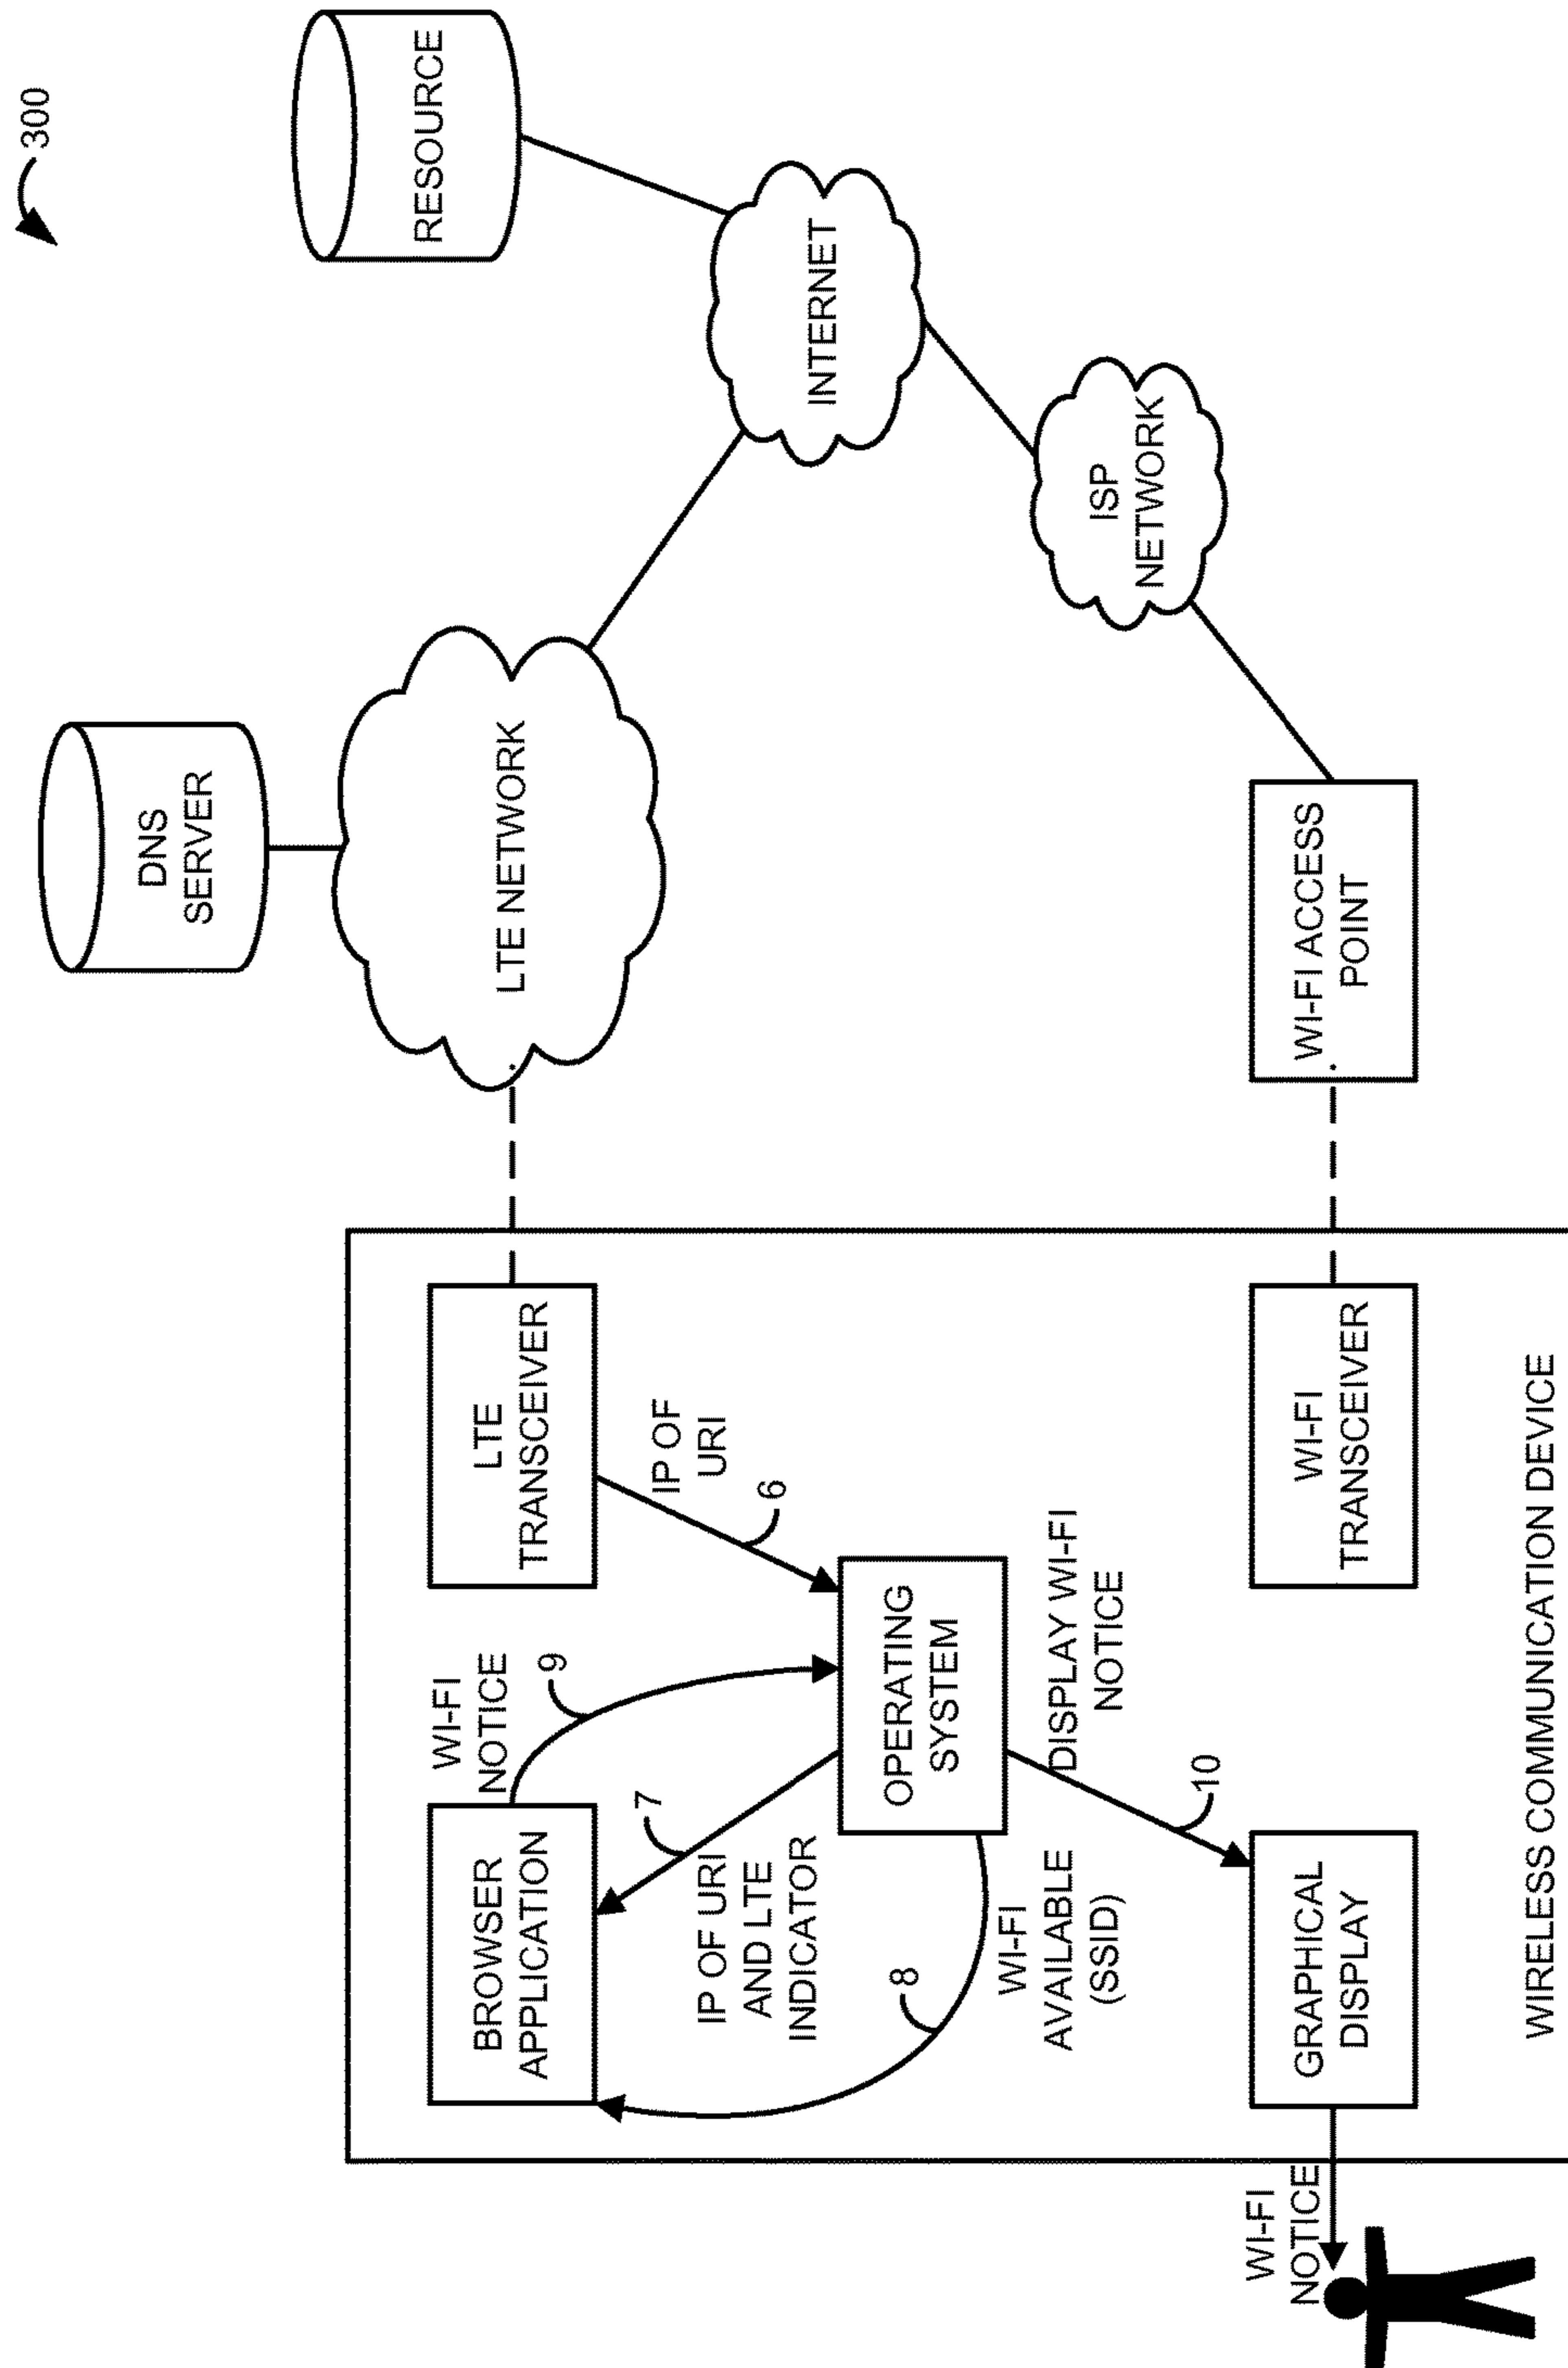 300
DNS
SERVER
RESOURCE
LTE NETWORK
INTERNET
ISP
NETWORK
WI-FI ACCESS
POINT
BROWSER
APPLICATION
WI-FI
NOTICE
9
LTE
TRANSCEIVER
7
IP OF URI
AND LTE
INDICATOR
IP OF
URI
6
OPERATING
SYSTEM
8
WI-FI
AVAILABLE
(SSID)
DISPLAY WI-FI
NOTICE
10
WI-FI
NOTICE
GRAPHICAL
DISPLAY
WI-FI
TRANSCEIVER
WIRELESS COMMUNICATION DEVICE